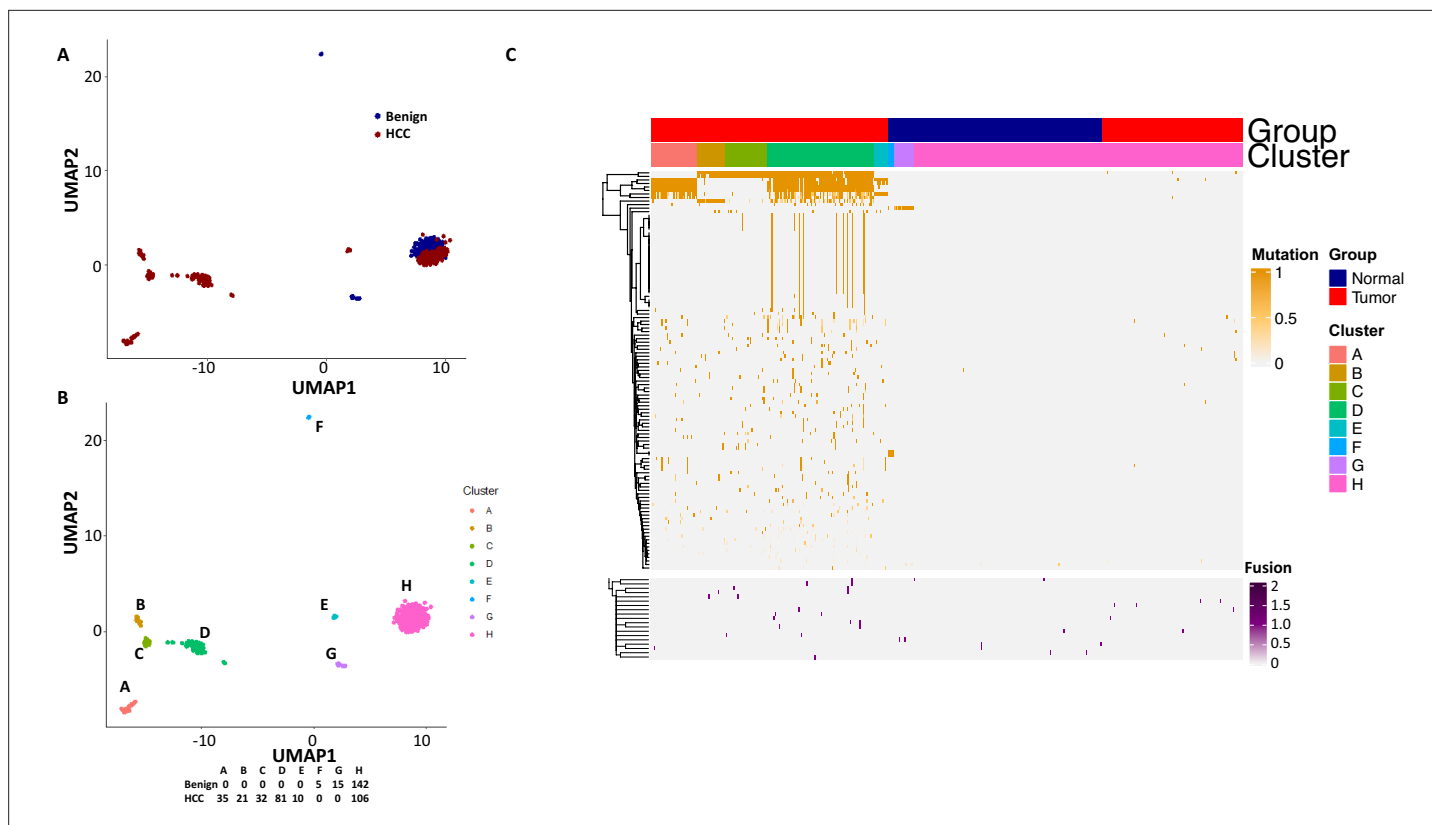 A
20
10
0
-10
0
10
UMAP2
UMAP1
Benign
HCC
B
20
10
0
-10
0
10
UMAP2
UMAP1
F
H
B
E
D
C
G
A
Cluster
A
B
C
D
E
F
G
H
A B C D E F G H
Benign 0 0 0 0 0 5 15 142
HCC 35 21 32 81 10 0 0 106
C
Group
Cluster
Mutation
1
0.5
0
Group
Normal
Tumor
Cluster
A
B
C
D
E
F
G
H
Fusion
2
1.5
1.0
0.5
0